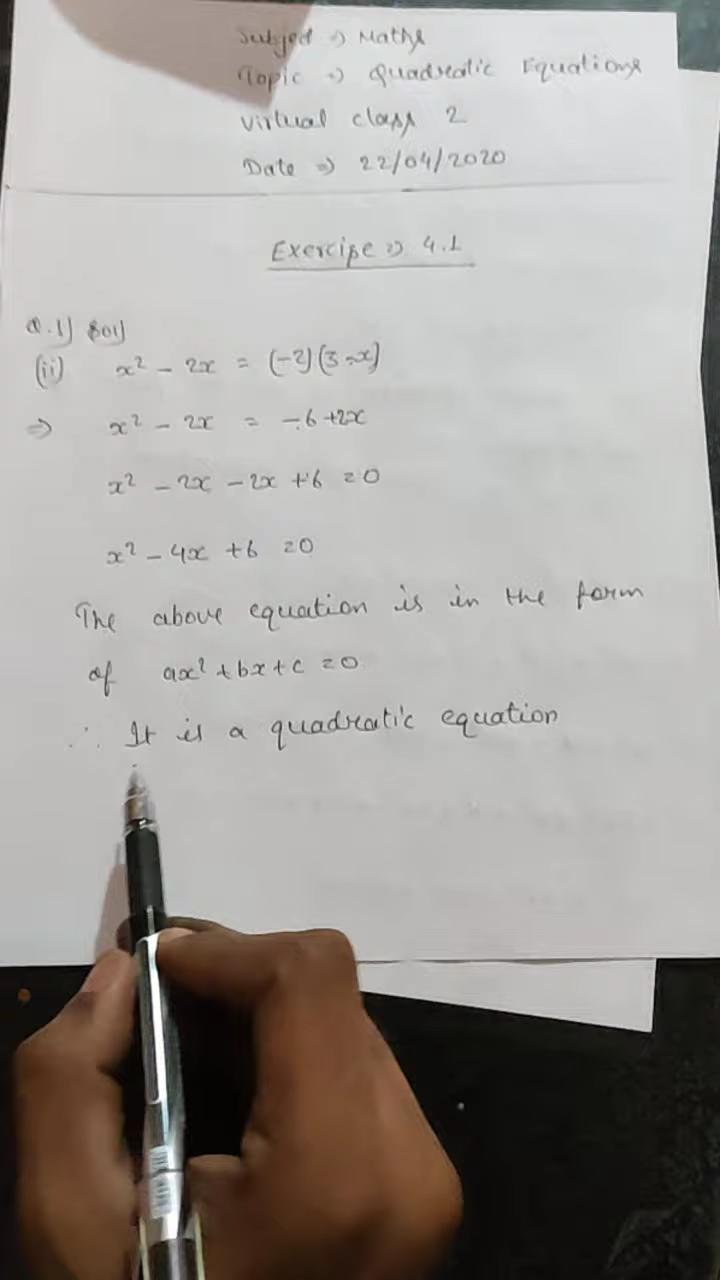 Subject ⇒ Maths
Topic ⇒ Quadratic Equations
Virtual class 2
Date ⇒ 22/04/2020
Exercise ⇒ 4.1
Q.1) Sol)
(ii) x² - 2x = (-2)(3-x)
⇒ x² - 2x = -6+2x
x² - 2x - 2x + 6 = 0
x² - 4x + 6 = 0
The above equation is in the form
of ax² + bx + c = 0
∴ It is a quadratic equation